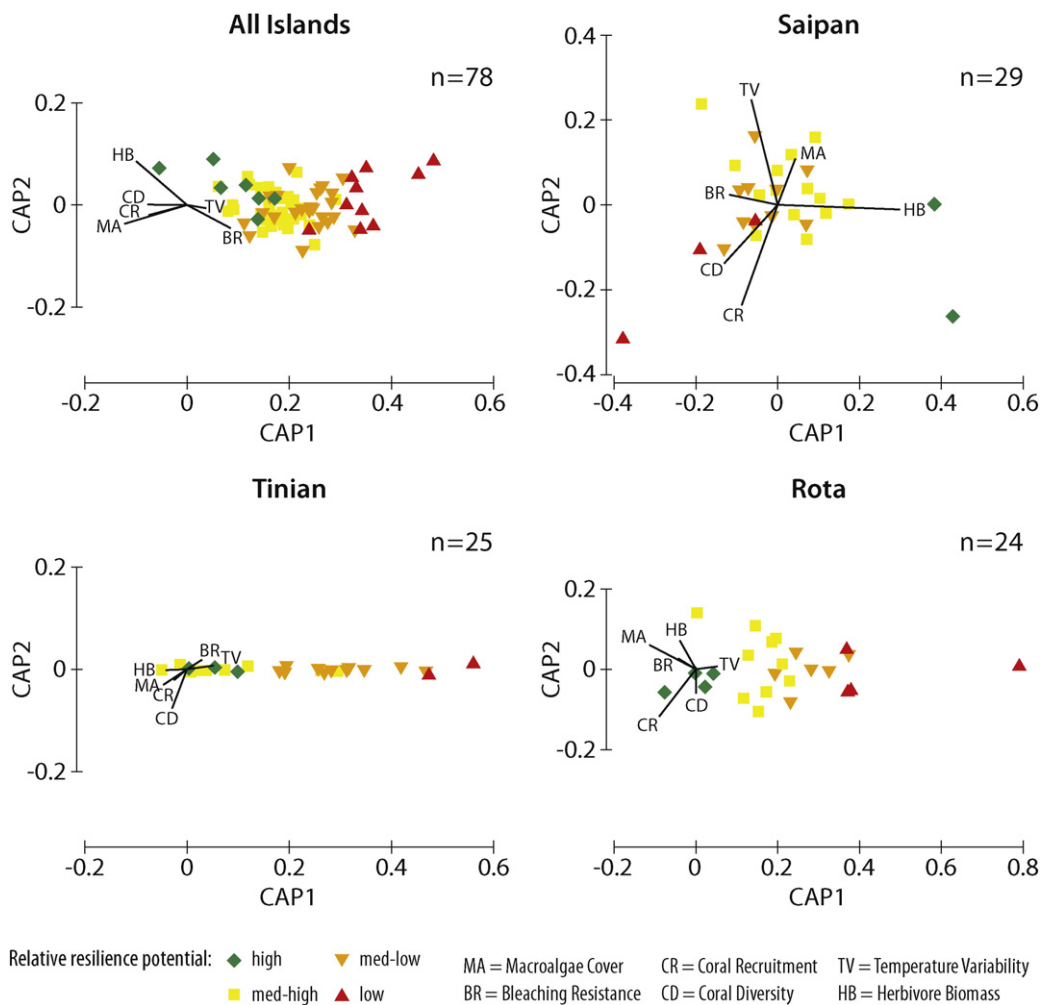 All Islands
n=78
0.2
0
-0.2
CAP2
HB
CD
CR
MA
TV
BR
-0.2
0
0.2
0.4
0.6
CAP1
Saipan
n=29
0.4
0.2
0
-0.2
-0.4
CAP2
TV
MA
BR
HB
CD
CR
-0.4
-0.2
0
0.2
0.4
0.6
CAP1
Tinian
n=25
0.2
0
-0.2
CAP2
BR
TV
HB
MA
CR
CD
-0.2
0
0.2
0.4
0.6
CAP1
Rota
n=24
0.2
0
-0.2
CAP2
HB
MA
BR
TV
CD
CR
-0.2
0
0.2
0.4
0.6
0.8
CAP1
Relative resilience potential: high med-low
med-high low
MA = Macroalgae Cover CR = Coral Recruitment TV = Temperature Variability
BR = Bleaching Resistance CD = Coral Diversity HB = Herbivore Biomass